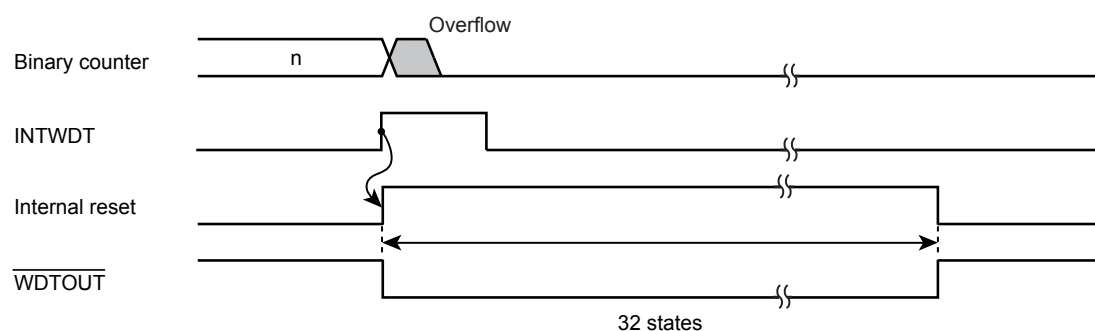 Overflow
Binary counter
n
INTWDT
Internal reset
WDTOUT
32 states